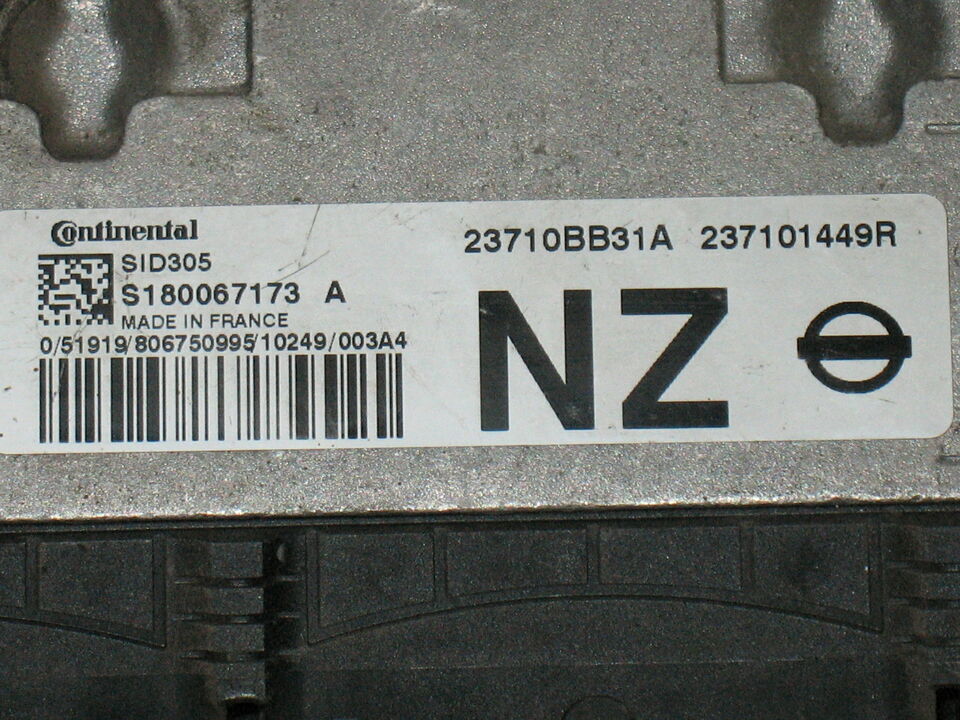 Continental
SID305
S180067173 A
MADE IN FRANCE
0/51919/806750995/10249/003A4
23710BB31A 237101449R
NZ